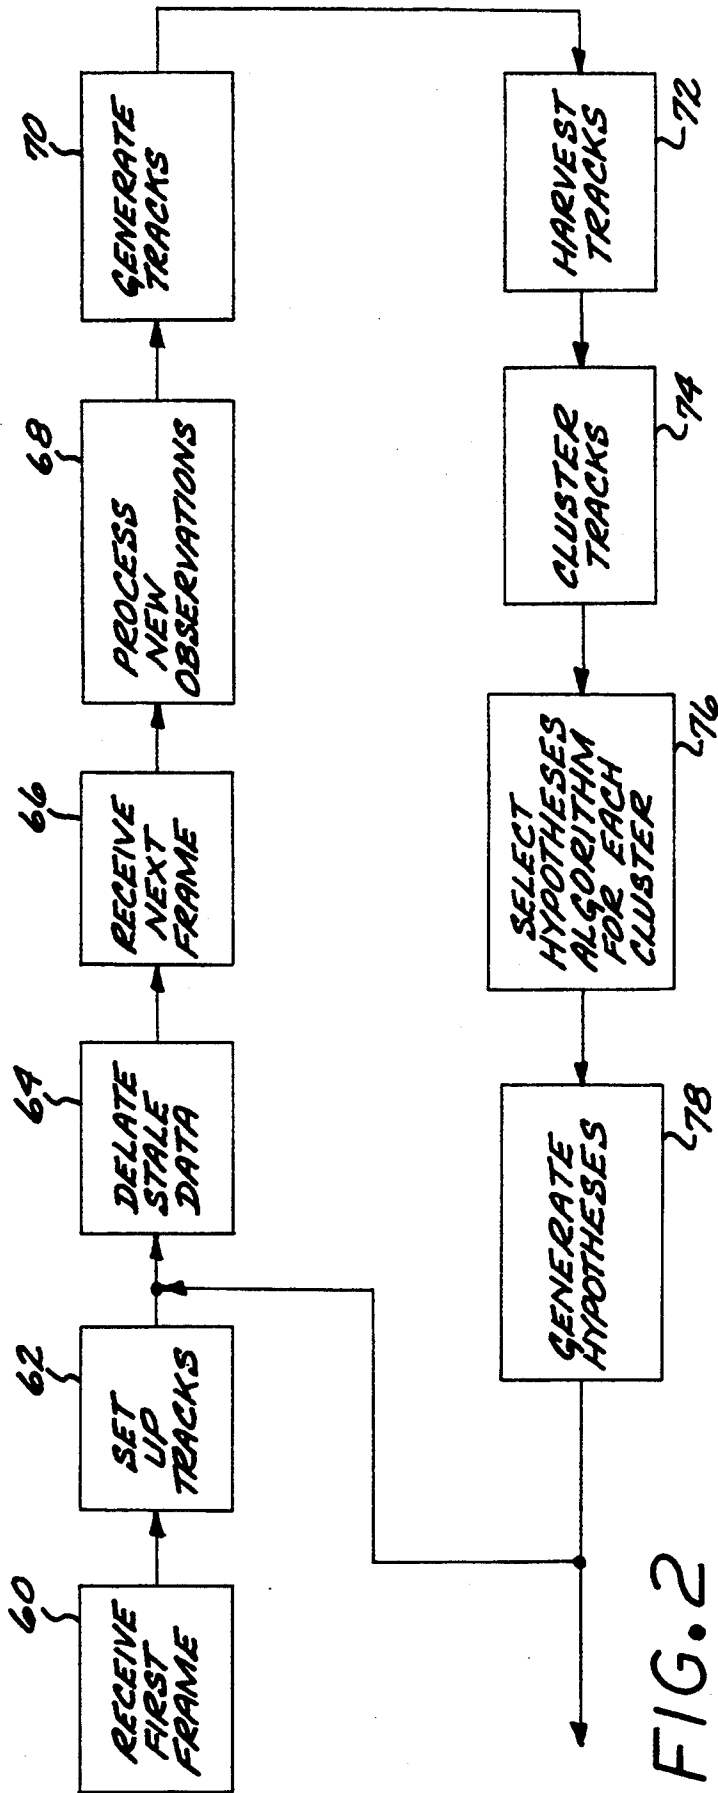 60
RECEIVE
FIRST
FRAME
62
SET
UP
TRACKS
64
DELATE
STALE
DATA
66
RECEIVE
NEXT
FRAME
68
PROCESS
NEW
OBSERVATIONS
70
GENERATE
TRACKS
HARVEST
TRACKS
72
CLUSTER
TRACKS
74
SELECT
HYPOTHESES
ALGORITHM
FOR EACH
CLUSTER
76
GENERATE
HYPOTHESES
78
FIG. 2